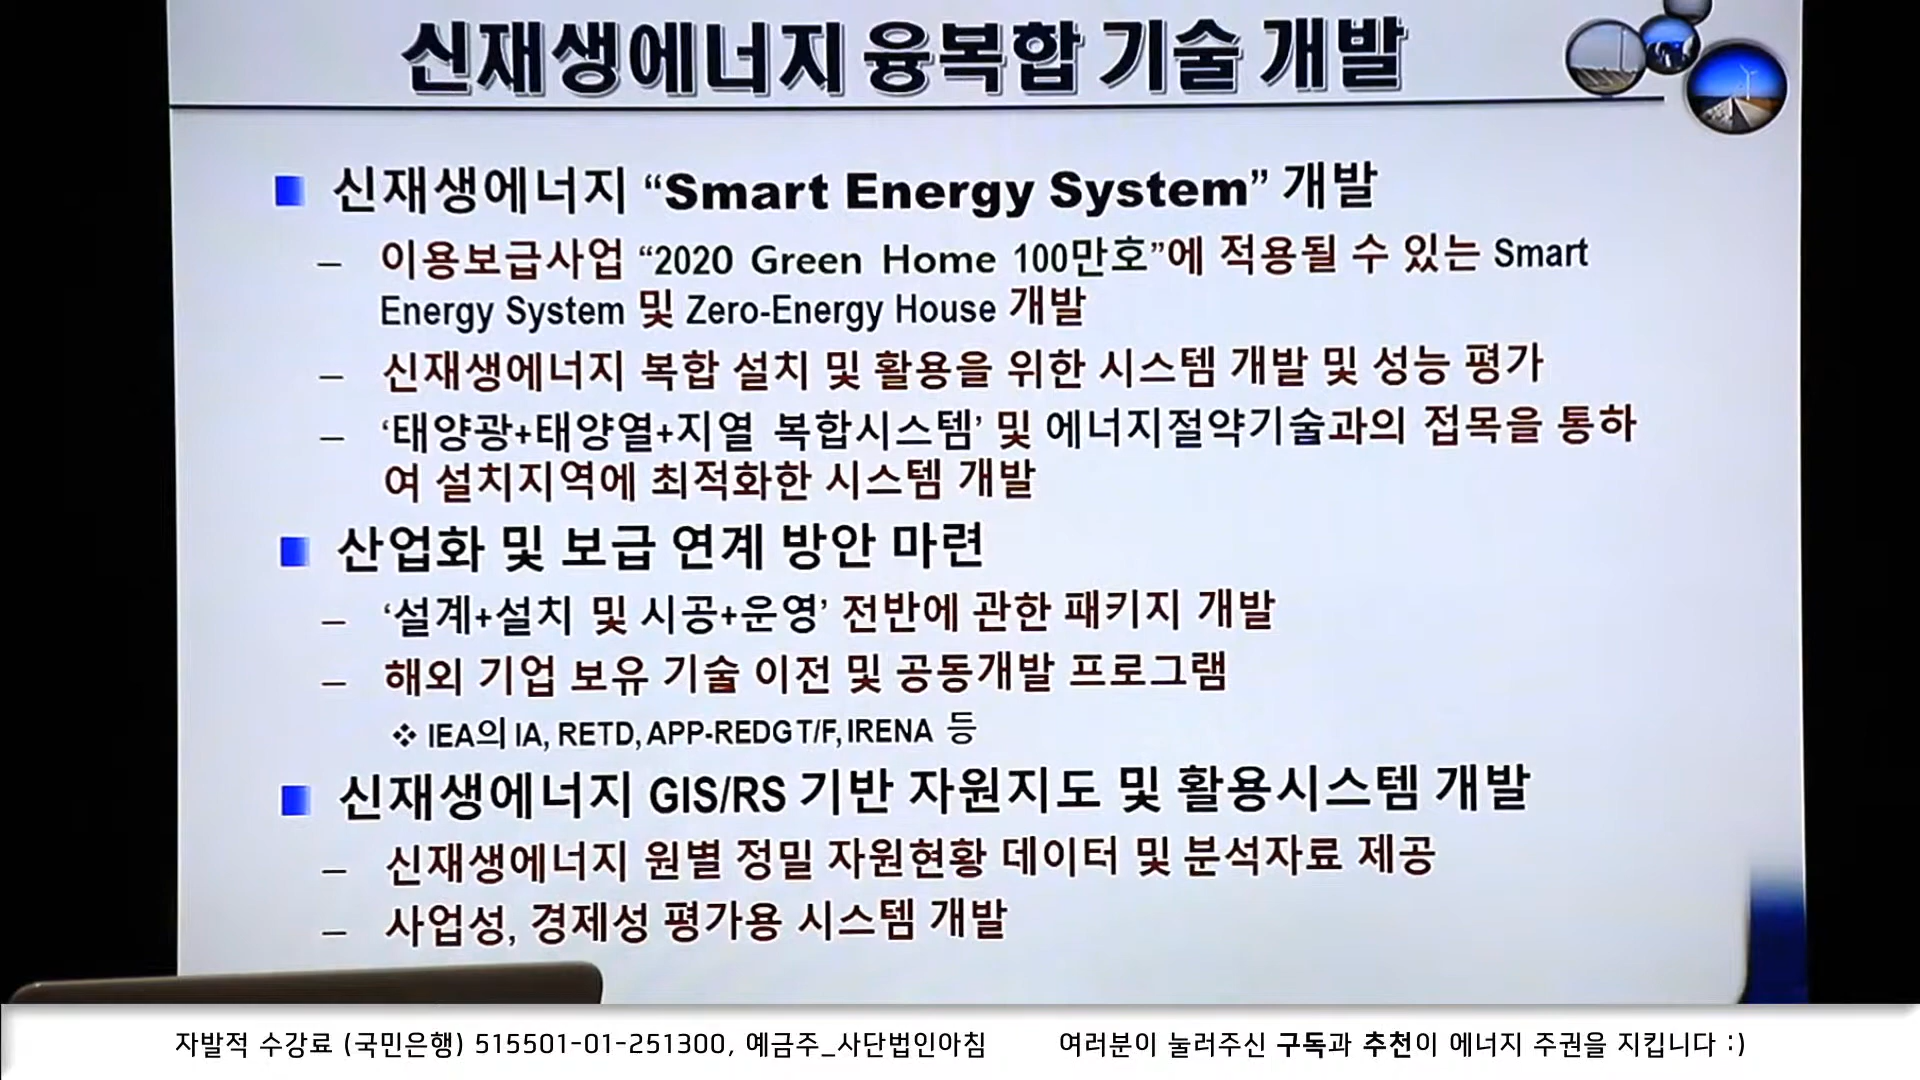 신재생에너지 융복합 기술 개발
신재생에너지 “Smart Energy System” 개발
– 이용보급사업 “2020 Green Home 100만호”에 적용될 수 있는 Smart
Energy System 및 Zero-Energy House 개발
– 신재생에너지 복합 설치 및 활용을 위한 시스템 개발 및 성능 평가
– ‘태양광+태양열+지열 복합시스템’ 및 에너지절약기술과의 접목을 통하
여 설치지역에 최적화한 시스템 개발
산업화 및 보급 연계 방안 마련
– ‘설계+설치 및 시공+운영’ 전반에 관한 패키지 개발
– 해외 기업 보유 기술 이전 및 공동개발 프로그램
❖ IEA의 IA, RETD, APP-REDG T/F, IRENA 등
신재생에너지 GIS/RS 기반 자원지도 및 활용시스템 개발
– 신재생에너지 원별 정밀 자원현황 데이터 및 분석자료 제공
– 사업성, 경제성 평가용 시스템 개발
자발적 수강료 (국민은행) 515501-01-251300, 예금주_사단법인아침 여러분이 눌러주신 구독과 추천이 에너지 주권을 지킵니다 :)